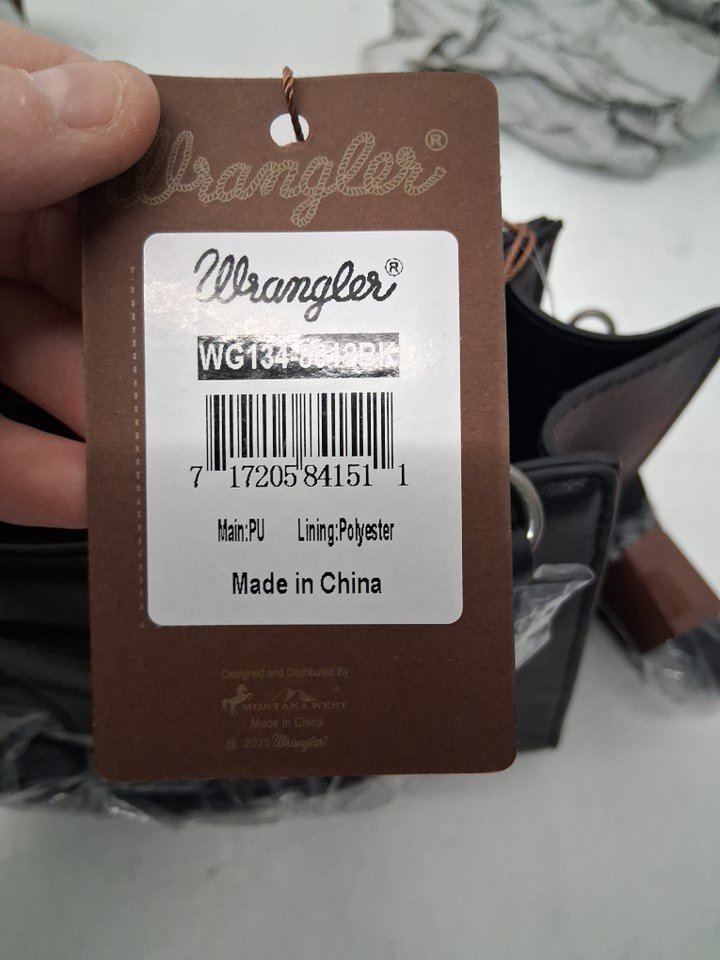 Wrangler®
Wrangler®
WG134-
7 17205 84151 1
Main:PU Lining:Polyester
Made in China
Designed and Distributed By
MONTANA WEST
Made In China
@ 2025 Wrangler®